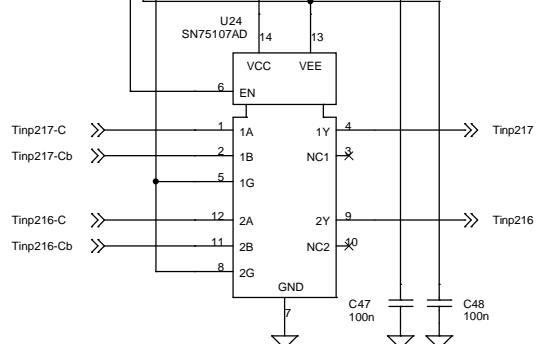 U24
SN75107AD
14
13
VCC
VEE
6
EN
Tinp217-C
1
1A
1Y
4
Tinp217
Tinp217-Cb
2
1B
NC1
3
5
1G
Tinp216-C
12
2A
2Y
9
Tinp216
Tinp216-Cb
11
2B
NC2
10
8
2G
GND
7
C47
100n
C48
100n